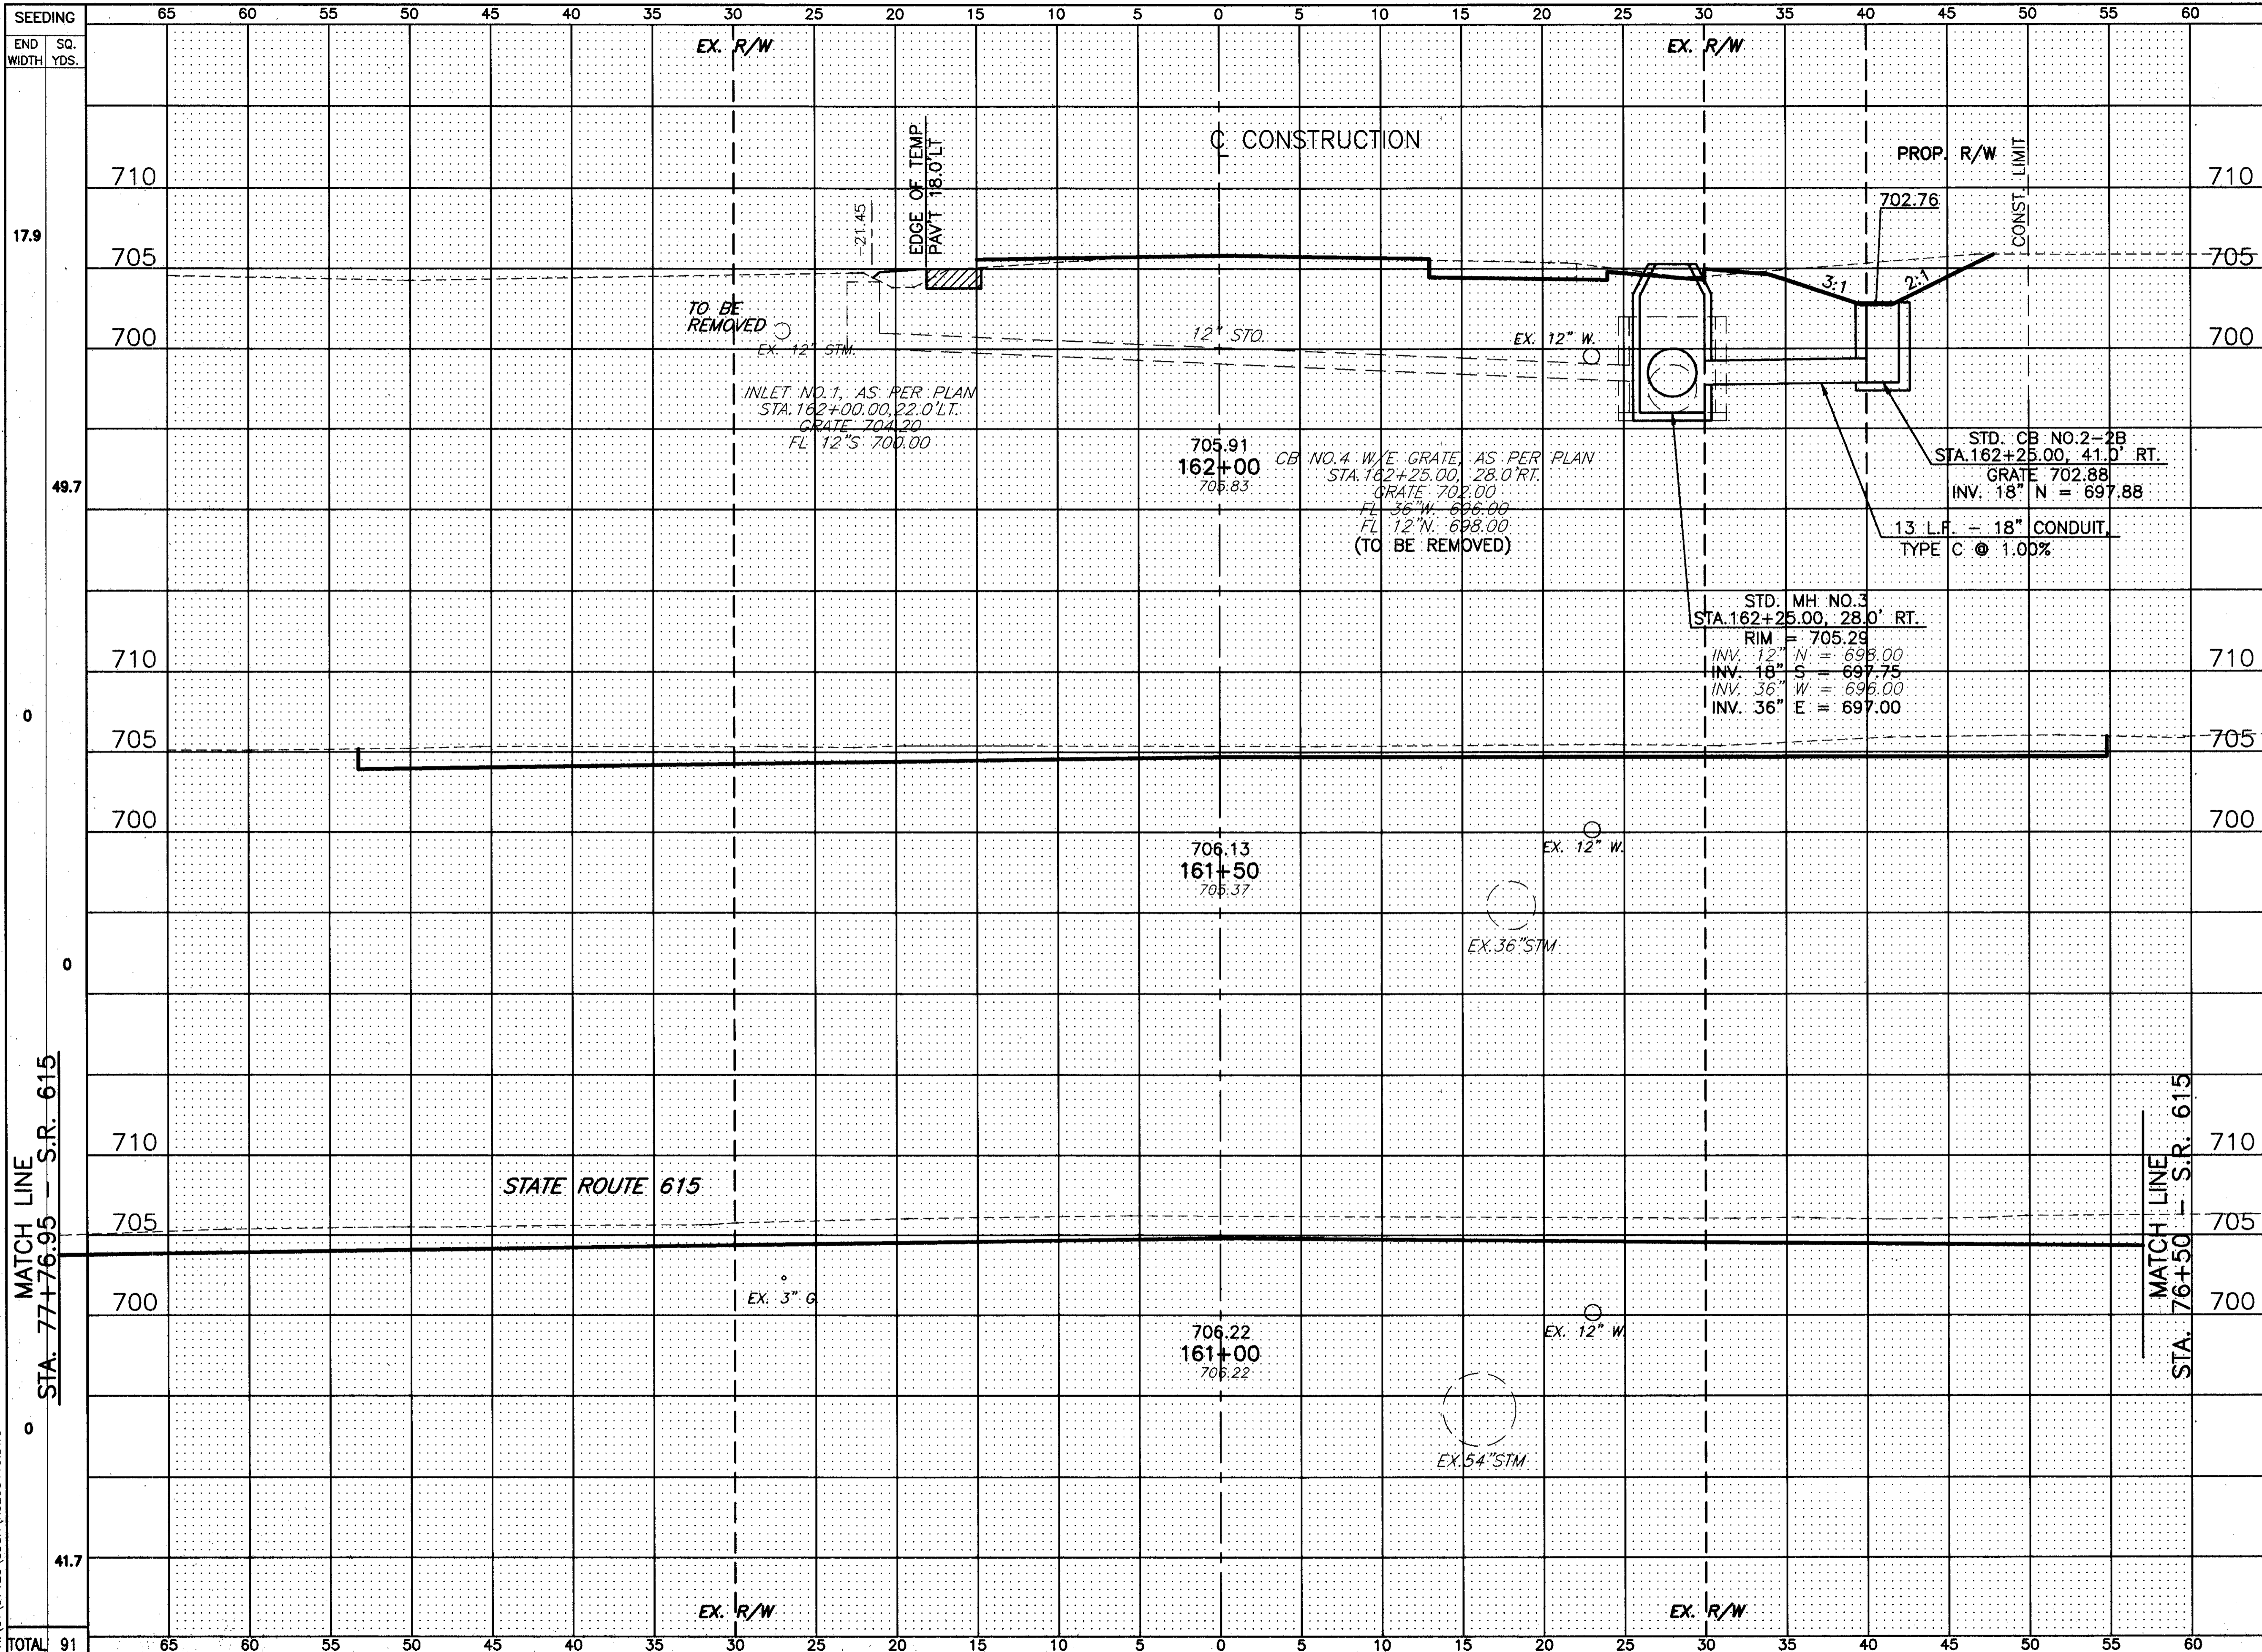 SEEDING
END WIDTH
SQ. YDS.
65 60 55 50 45 40 35 30 25 20 15 10 5 0 5 10 15 20 25 30 35 40 45 50 55 60
EX. R/W
EX. R/W
℄ CONSTRUCTION
EDGE OF TEMP
PAV'T 18.0'LT
-21.45
PROP. R/W
CONST. LIMIT
702.76
710
710
17.9
705
705
3:1
2:1
TO BE
REMOVED
EX. 12" STM.
12" STO.
EX. 12" W.
700
700
INLET NO.1, AS PER PLAN
STA.162+00.00,22.0'LT.
GRATE 704.20
FL 12"S 700.00
705.91
162+00
705.83
CB NO.4 W/E GRATE, AS PER PLAN
STA.162+25.00, 28.0'RT.
GRATE 702.00
FL 36"W. 696.00
FL 12"N. 698.00
(TO BE REMOVED)
STD. CB NO.2-2B
STA.162+25.00, 41.0' RT.
GRATE 702.88
INV. 18" N = 697.88
13 L.F. - 18" CONDUIT,
TYPE C @ 1.00%
49.7
STD. MH NO.3
STA.162+25.00, 28.0' RT.
RIM = 705.29
INV. 12" N = 698.00
INV. 18" S = 697.75
INV. 36" W = 696.00
INV. 36" E = 697.00
710
710
0
705
705
700
700
706.13
161+50
705.37
EX. 12" W.
EX.36"STM
0
MATCH LINE
STA. 77+76.95 - S.R. 615
710
710
STATE ROUTE 615
705
705
MATCH LINE
STA. 76+50 - S.R. 615
EX. 3" G
700
700
706.22
161+00
706.22
EX. 12" W.
EX.54"STM
0
41.7
EX. R/W
EX. R/W
TOTAL 91
65 60 55 50 45 40 35 30 25 20 15 10 5 0 5 10 15 20 25 30 35 40 45 50 55 60